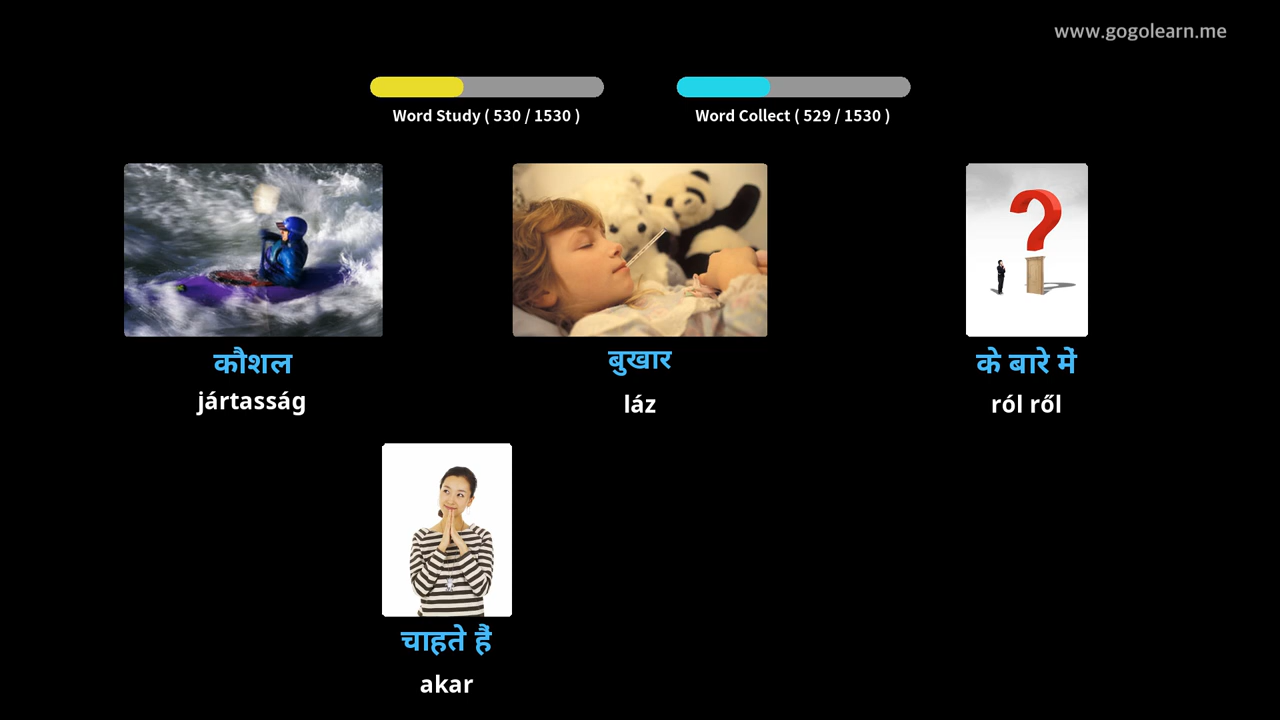 www.gogolearn.me
Word Study ( 530 / 1530 )
Word Collect ( 529 / 1530 )
कौशल
jártasság
बुखार
láz
के बारे में
ról ről
चाहते हैं
akar